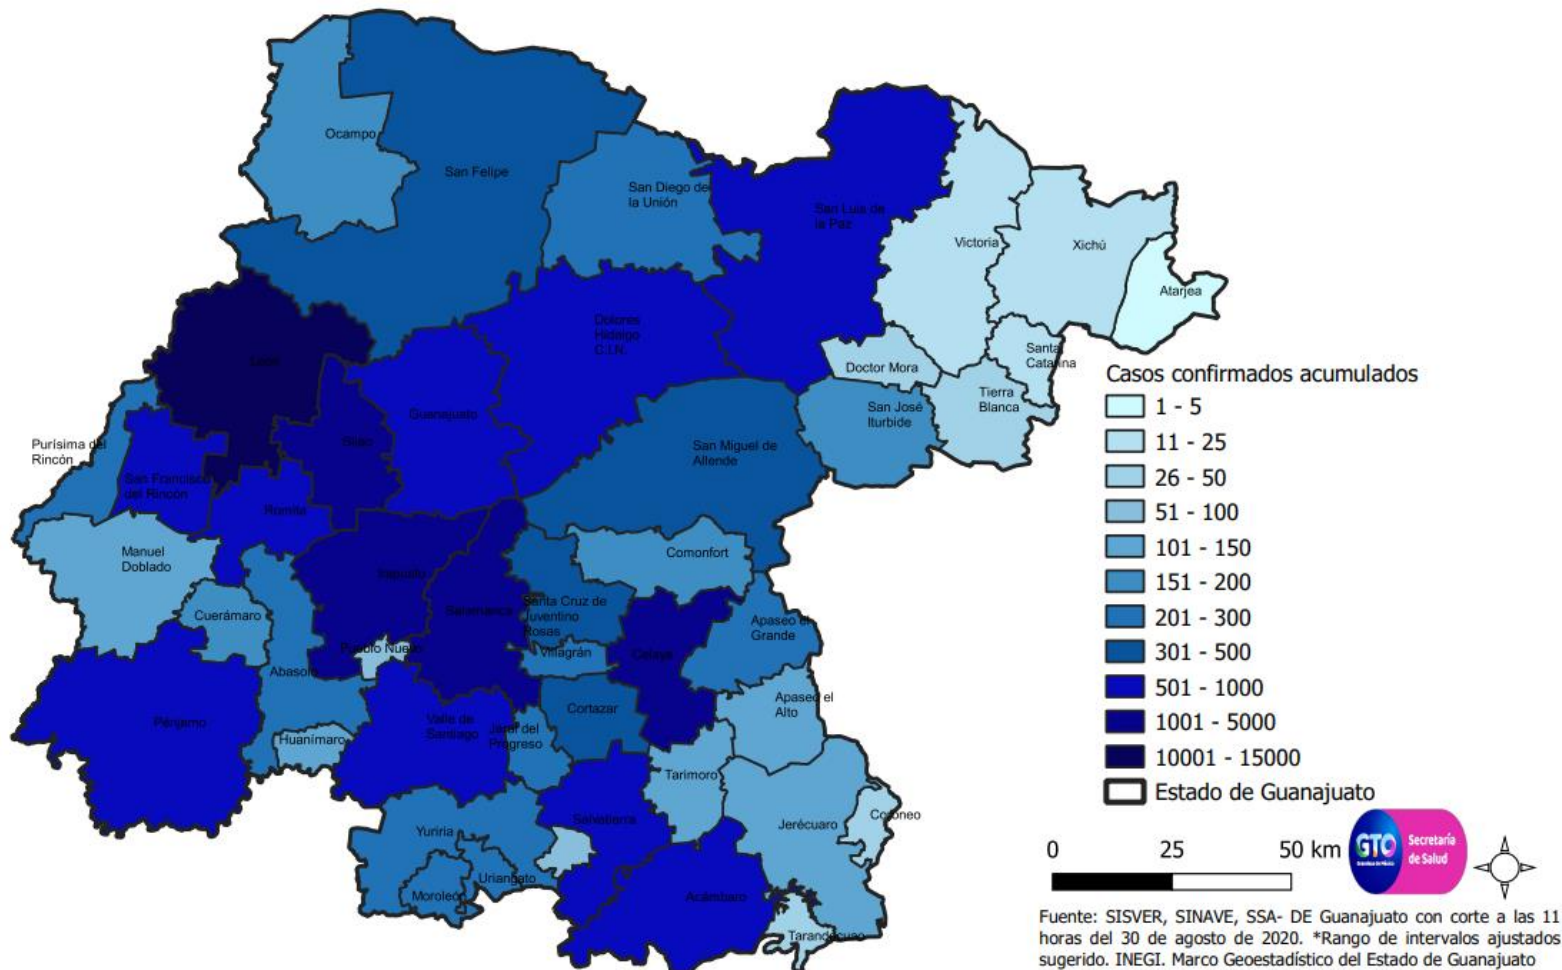 Ocampo
San Felipe
San Diego de
la Unión
San Luis de
la Paz
Victoria
Xichú
Atarjea
Dolores
Hidalgo
C.I.N.
León
Doctor Mora
Santa
Catarina
Tierra
Blanca
San José
Iturbide
Guanajuato
Silao
Purísima del
Rincón
San Francisco
del Rincón
San Miguel de
Allende
Romita
Manuel
Doblado
Comonfort
Irapuato
Salamanca
Santa Cruz de
Juventino
Rosas
Cuerámaro
Apaseo el
Grande
Pueblo Nuevo
Villagrán
Celaya
Abasolo
Apaseo el
Alto
Cortazar
Pénjamo
Valle de
Santiago
Jaral del
Progreso
Huanímaro
Tarimoro
Salvatierra
Jerécuaro
Coroneo
Yuriria
Uriangato
Moroleón
Acámbaro
Tarandacuao
Casos confirmados acumulados
1 - 5
11 - 25
26 - 50
51 - 100
101 - 150
151 - 200
201 - 300
301 - 500
501 - 1000
1001 - 5000
10001 - 15000
Estado de Guanajuato
0 25 50 km
GTO
Secretaría
de Salud
Fuente: SISVER, SINAVE, SSA- DE Guanajuato con corte a las 11
horas del 30 de agosto de 2020. *Rango de intervalos ajustados
sugerido. INEGI. Marco Geoestadístico del Estado de Guanajuato